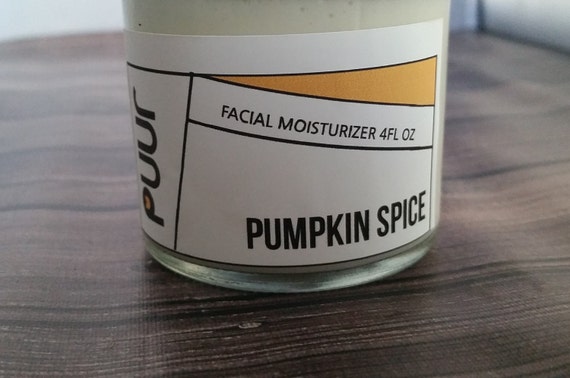 puur
FACIAL MOISTURIZER 4FL OZ
PUMPKIN SPICE